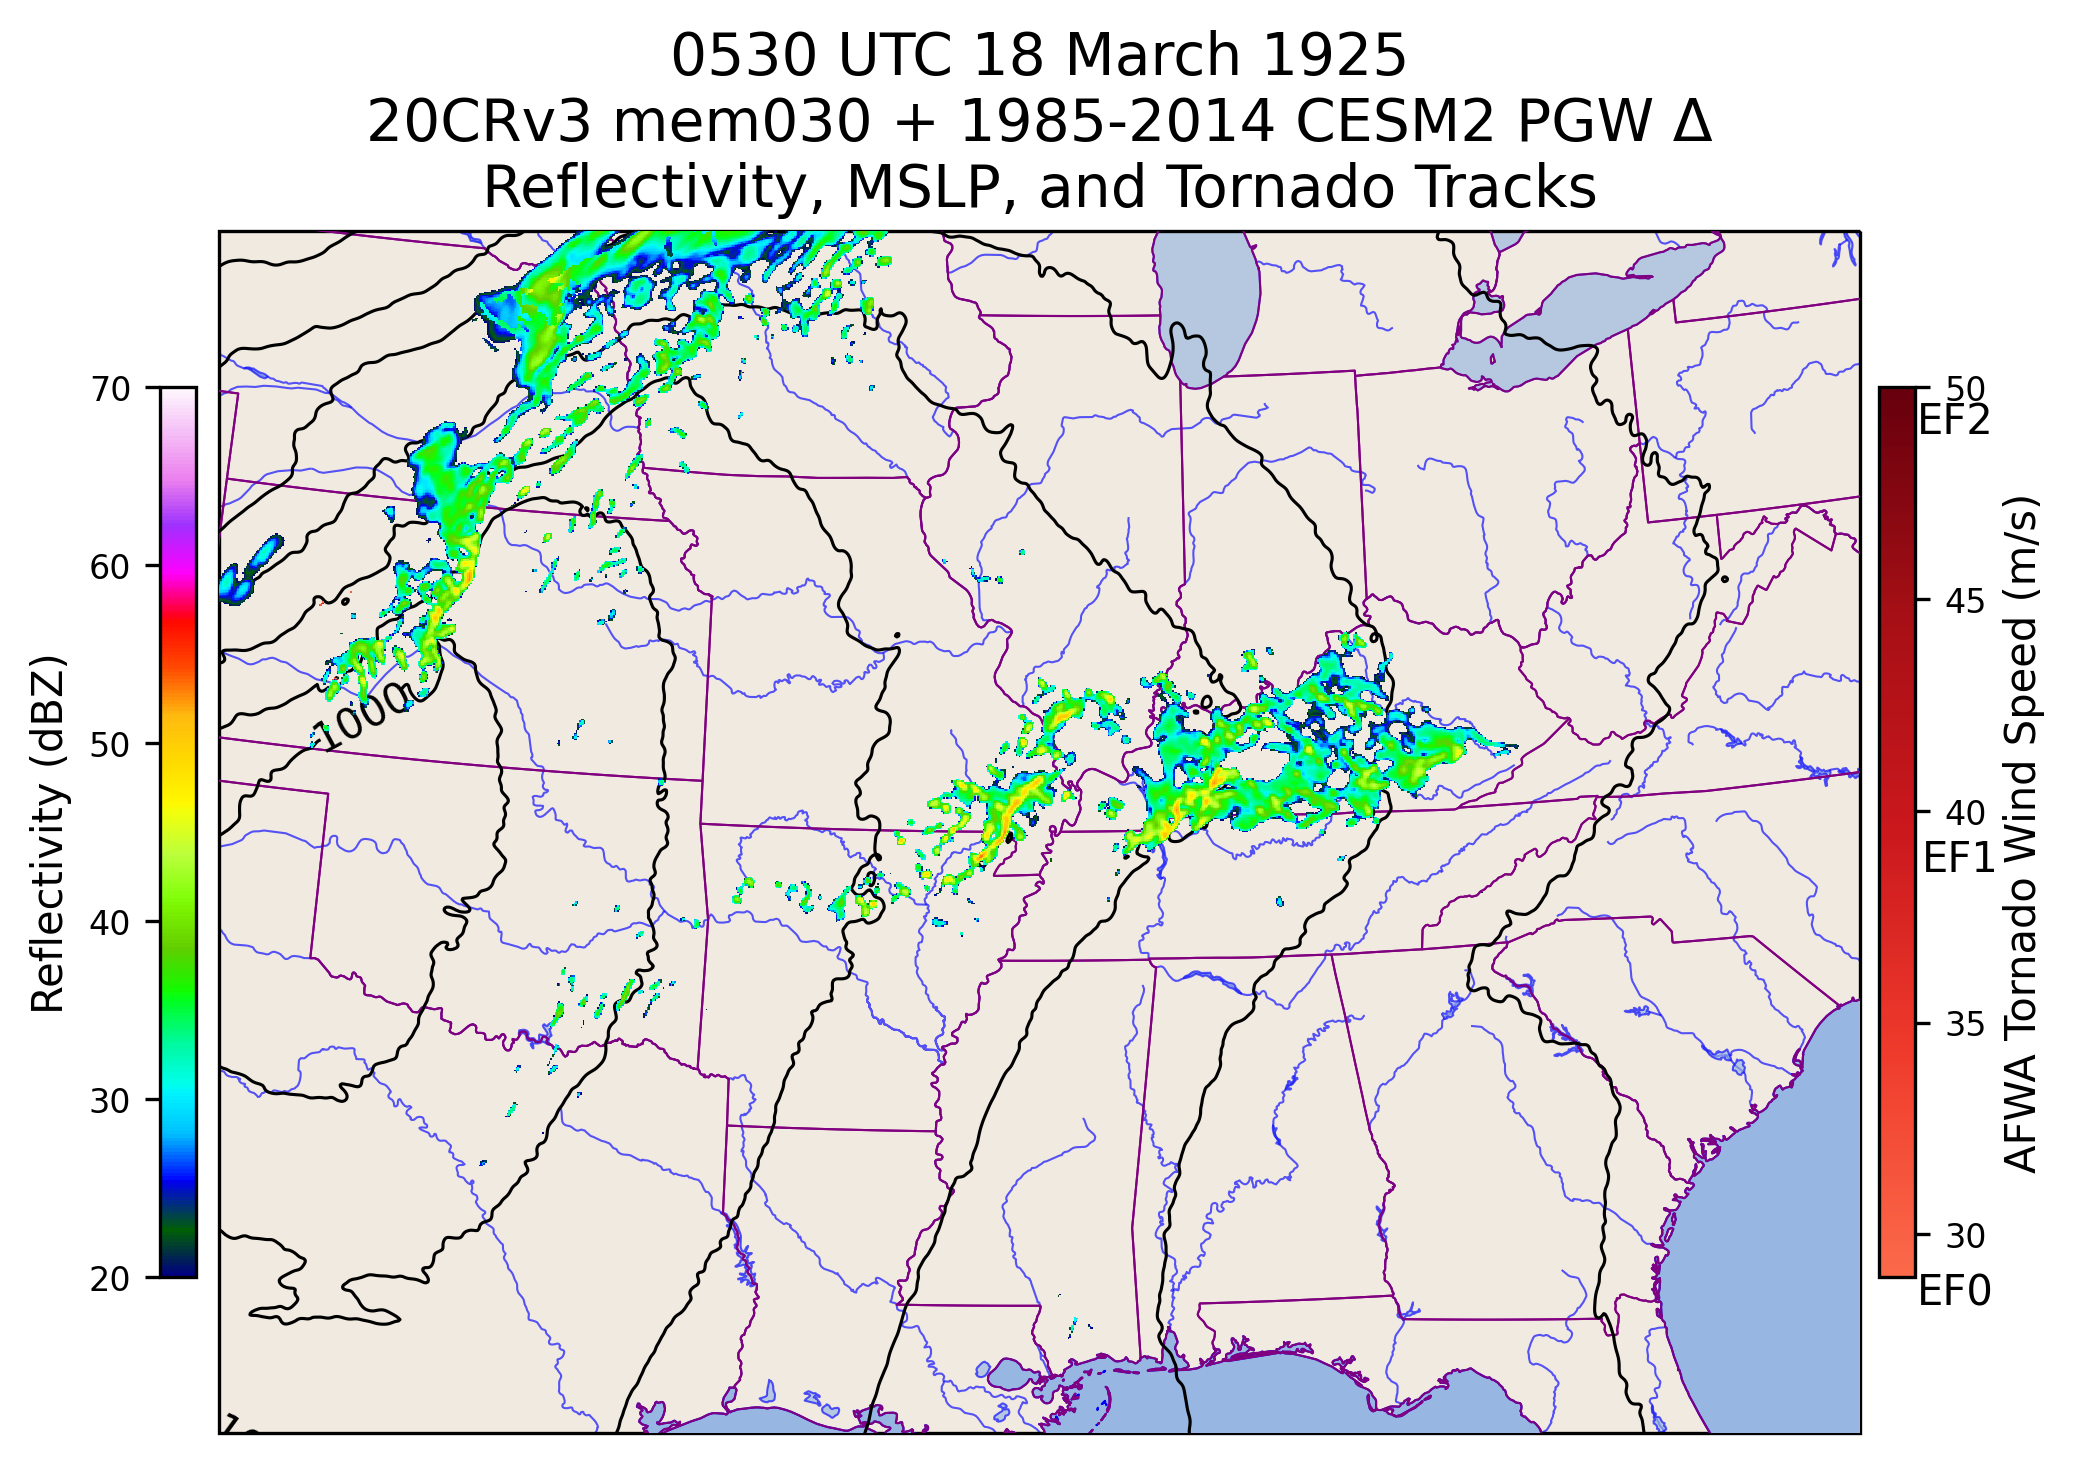 0530 UTC 18 March 1925
20CRv3 mem030 + 1985-2014 CESM2 PGW Δ
Reflectivity, MSLP, and Tornado Tracks
70
60
50
40
30
20
Reflectivity (dBZ)
1000
50
EF2
45
40
EF1
35
30
EF0
AFWA Tornado Wind Speed (m/s)